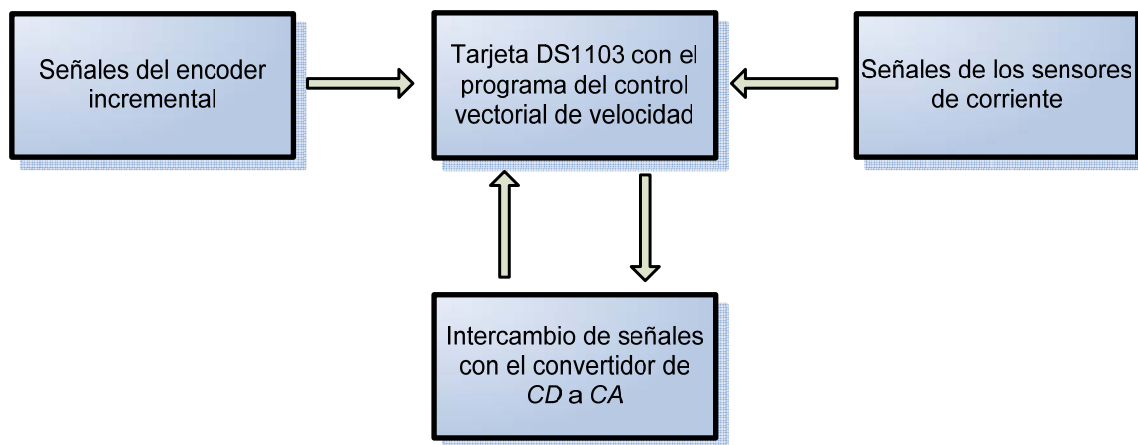 Señales del encoder
incremental
Tarjeta DS1103 con el
programa del control
vectorial de velocidad
Señales de los sensores
de corriente
Intercambio de señales
con el convertidor de
CD a CA